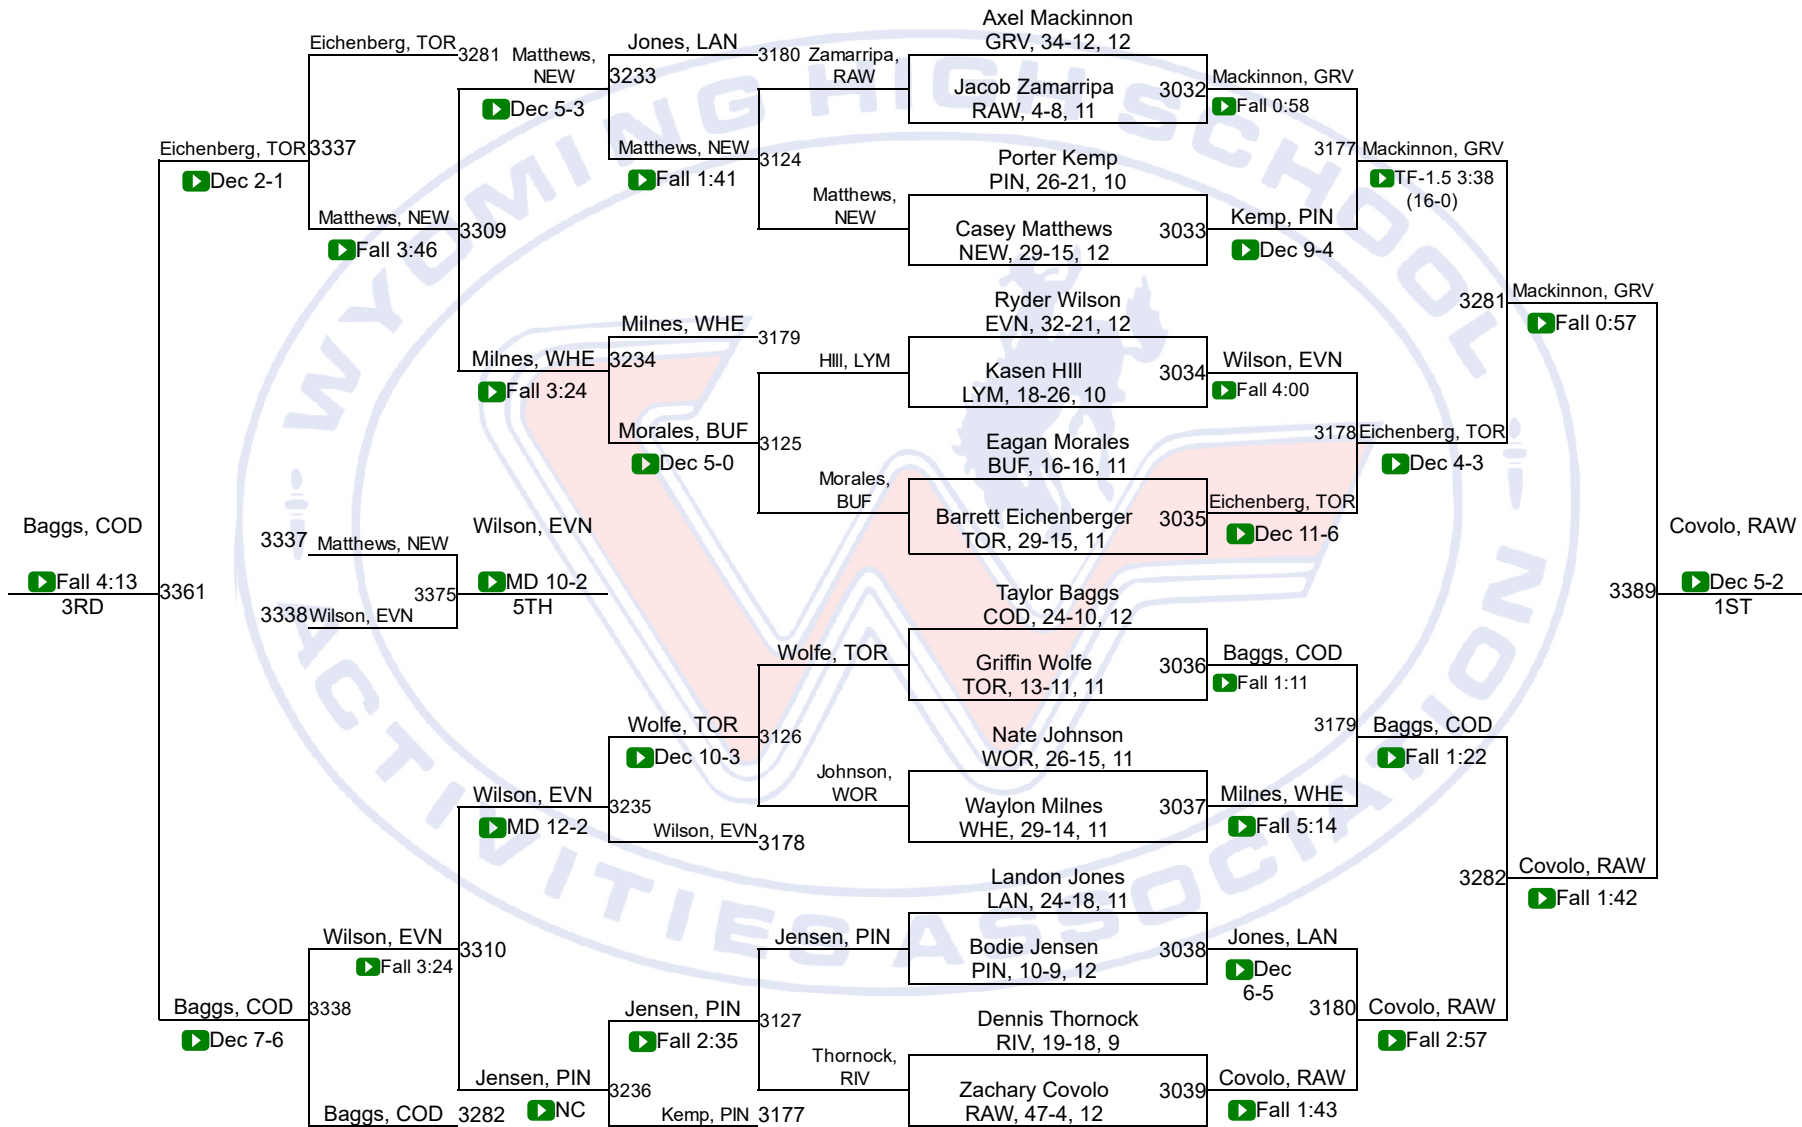 Axel Mackinnon
GRV, 34-12, 12
Eichenberg, TOR
3281
Matthews,
NEW
Jones, LAN
3180
Zamarripa,
RAW
Jacob Zamarripa
RAW, 4-8, 11
3032
Mackinnon, GRV
Fall 0:58
3233
Dec 5-3
Eichenberg, TOR
3337
Dec 2-1
Matthews, NEW
3124
Fall 1:41
Porter Kemp
PIN, 26-21, 10
3177
Mackinnon, GRV
TF-1.5 3:38
(16-0)
Matthews,
NEW
Casey Matthews
NEW, 29-15, 12
3033
Kemp, PIN
Dec 9-4
Matthews, NEW
3309
Fall 3:46
Ryder Wilson
EVN, 32-21, 12
3281
Mackinnon, GRV
Fall 0:57
Milnes, WHE
3179
Milnes, WHE
3234
Fall 3:24
HIll, LYM
Kasen HIll
LYM, 18-26, 10
3034
Wilson, EVN
Fall 4:00
Morales, BUF
3125
Dec 5-0
Eagan Morales
BUF, 16-16, 11
3178
Eichenberg, TOR
Dec 4-3
Morales,
BUF
Barrett Eichenberger
TOR, 29-15, 11
3035
Eichenberg, TOR
Dec 11-6
Baggs, COD
3337
Matthews, NEW
Wilson, EVN
Covolo, RAW
Fall 4:13
3RD
3361
3375
MD 10-2
5TH
3389
Dec 5-2
1ST
3338
Wilson, EVN
Taylor Baggs
COD, 24-10, 12
Wolfe, TOR
Griffin Wolfe
TOR, 13-11, 11
3036
Baggs, COD
Fall 1:11
Wolfe, TOR
3126
Dec 10-3
Nate Johnson
WOR, 26-15, 11
3179
Baggs, COD
Fall 1:22
Johnson,
WOR
Waylon Milnes
WHE, 29-14, 11
3037
Milnes, WHE
Fall 5:14
Wilson, EVN
3235
MD 12-2
Wilson, EVN
3178
Landon Jones
LAN, 24-18, 11
3282
Covolo, RAW
Fall 1:42
Wilson, EVN
3310
Fall 3:24
Jensen, PIN
Bodie Jensen
PIN, 10-9, 12
3038
Jones, LAN
Dec
6-5
Baggs, COD
3338
Dec 7-6
Jensen, PIN
3127
Fall 2:35
Dennis Thornock
RIV, 19-18, 9
3180
Covolo, RAW
Fall 2:57
Thornock,
RIV
Zachary Covolo
RAW, 47-4, 12
3039
Covolo, RAW
Fall 1:43
Jensen, PIN
3236
NC
Baggs, COD
3282
Kemp, PIN
3177
WYOMING HIGH SCHOOL
ACTIVITIES ASSOCIATION